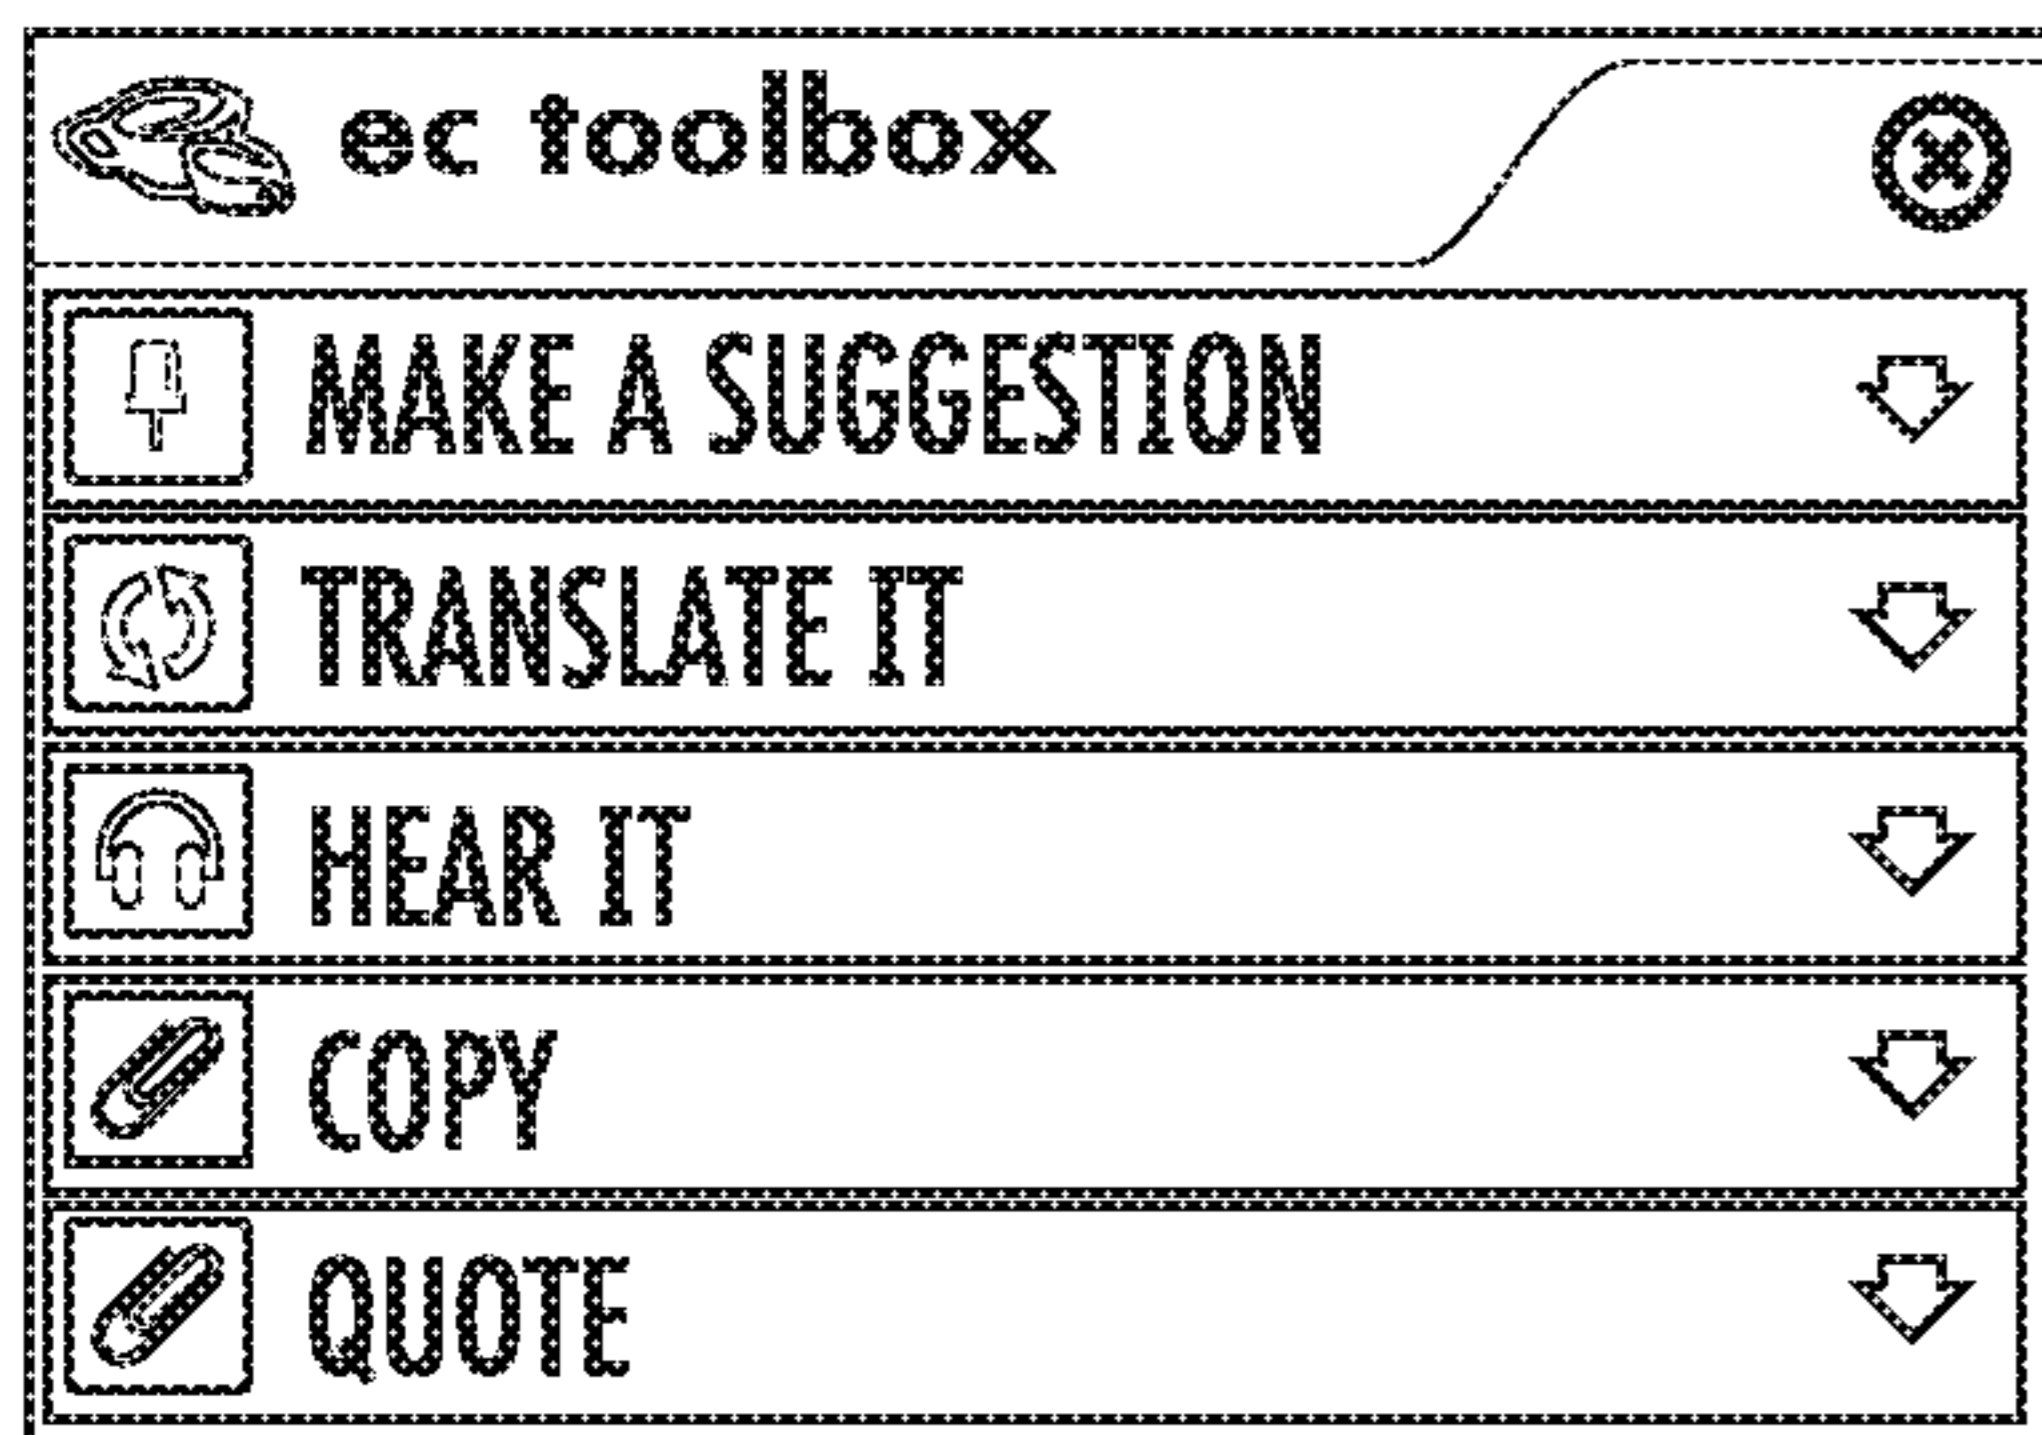 ec toolbox
MAKE A SUGGESTION
TRANSLATE IT
HEAR IT
COPY
QUOTE